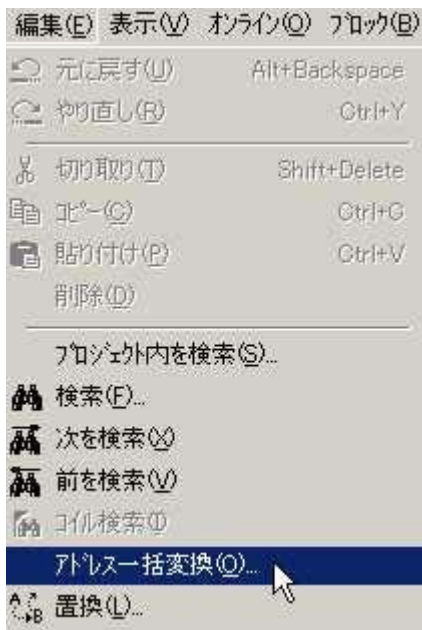 編集(E) 表示(V) ｵﾝﾗｲﾝ(O) ﾌﾞﾛｯｸ(B)
元に戻す(U) Alt+Backspace
やり直し(R) Ctrl+Y
切り取り(T) Shift+Delete
ｺﾋﾟｰ(C) Ctrl+C
貼り付け(P) Ctrl+V
削除(D)
ﾌﾟﾛｼﾞｪｸﾄ内を検索(S)...
検索(F)...
次を検索(X)
前を検索(V)
ｺｲﾙ検索(I)
ｱﾄﾞﾚｽ一括変換(O)...
置換(L)...